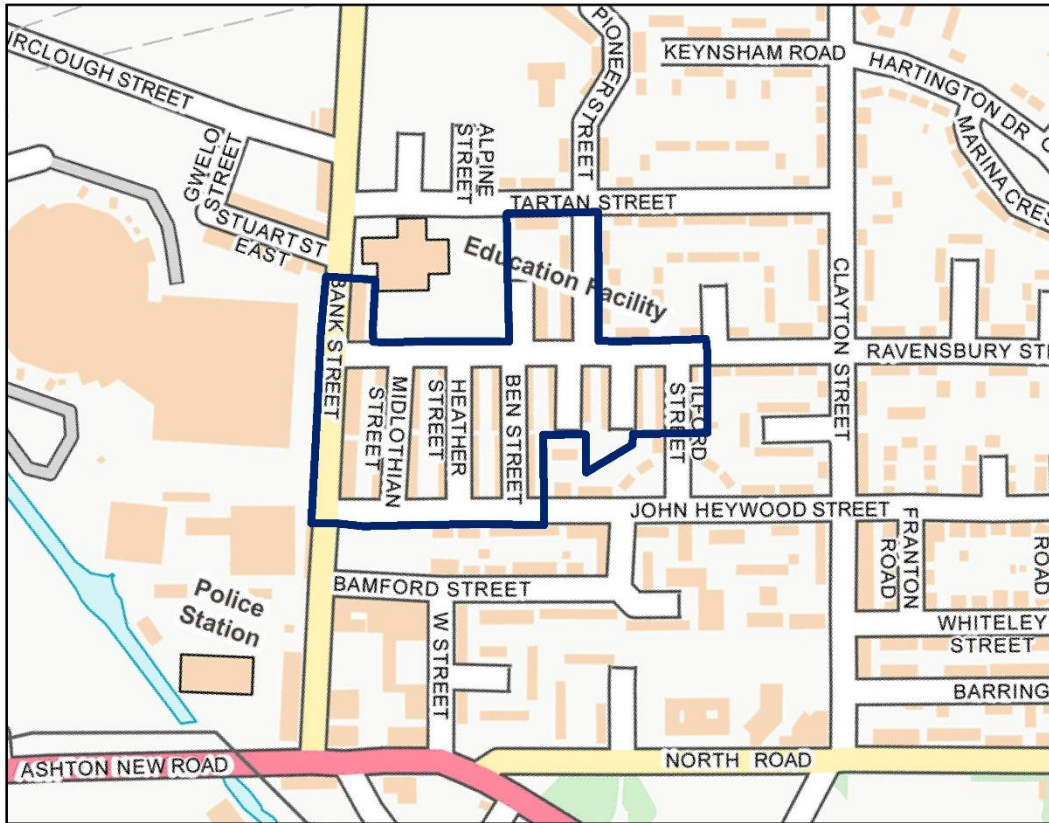 PIONEER STREET
KEYNSHAM ROAD
HARTINGTON DR
IRCLOUGH STREET
GWELO
STREET
ALPINE
STREET
MARINA CRES
TARTAN STREET
STUART ST
EAST
Education Facility
BANK STREET
CLAYTON STREET
RAVENSBURY
MIDLOTHIAN
STREET
HEATHER
STREET
BEN STREET
ILFORD
STREET
JOHN HEYWOOD STREET
FRANTON
ROAD
ROAD
BAMFORD STREET
Police
Station
W STREET
WHITELEY
STREET
BARRING
ASHTON NEW ROAD
NORTH ROAD